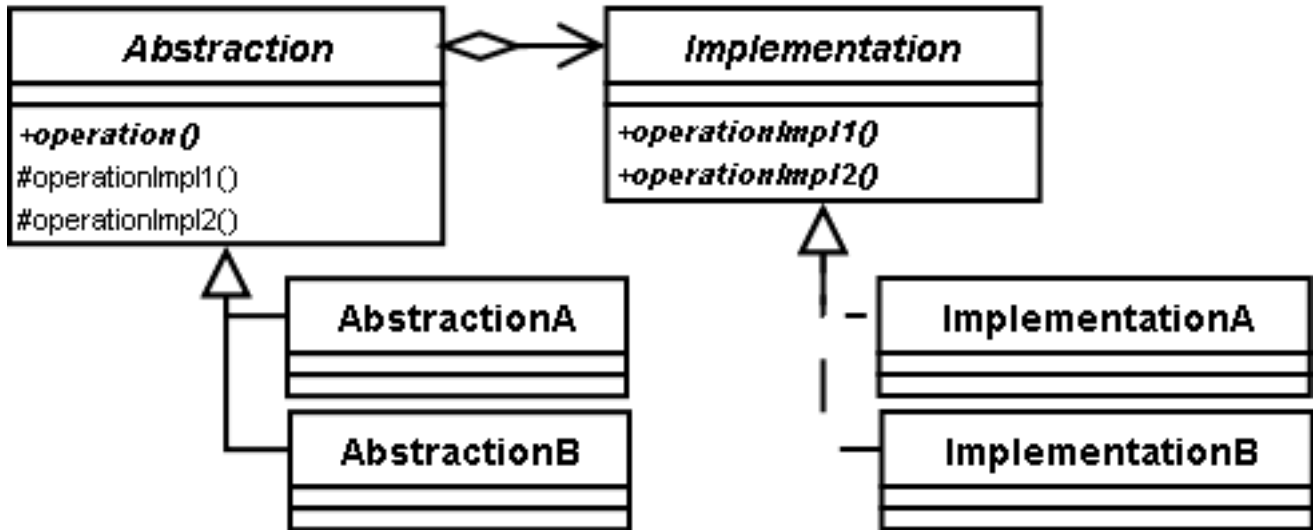 Abstraction
+operation()
#operationImpl1()
#operationImpl2()
Implementation
+operationImpl1()
+operationImpl2()
AbstractionA
AbstractionB
ImplementationA
ImplementationB